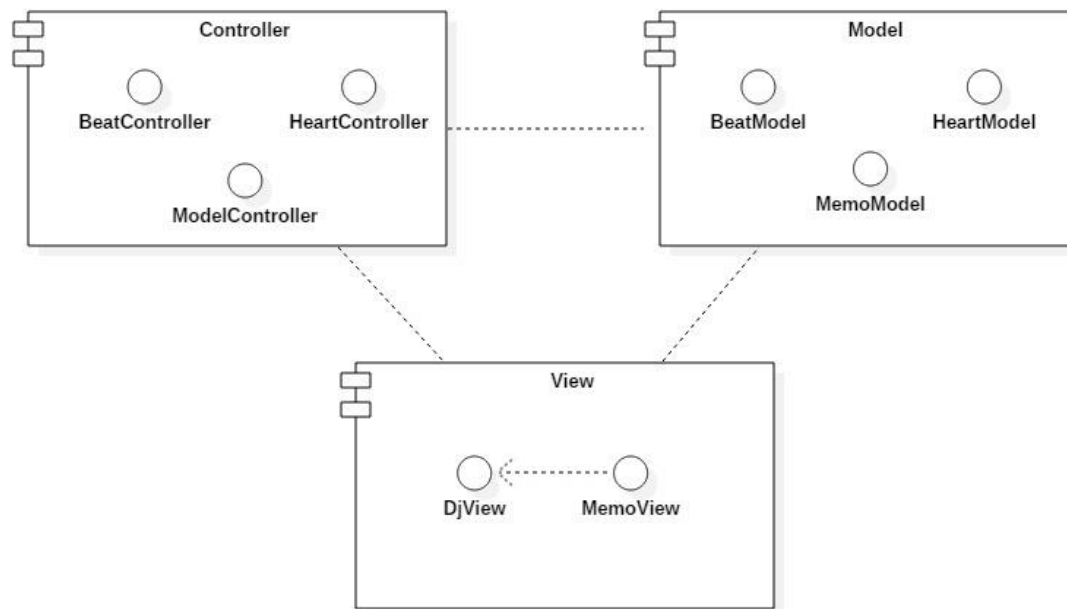 Controller
BeatController
HeartController
ModelController
Model
BeatModel
HeartModel
MemoModel
View
DjView
MemoView